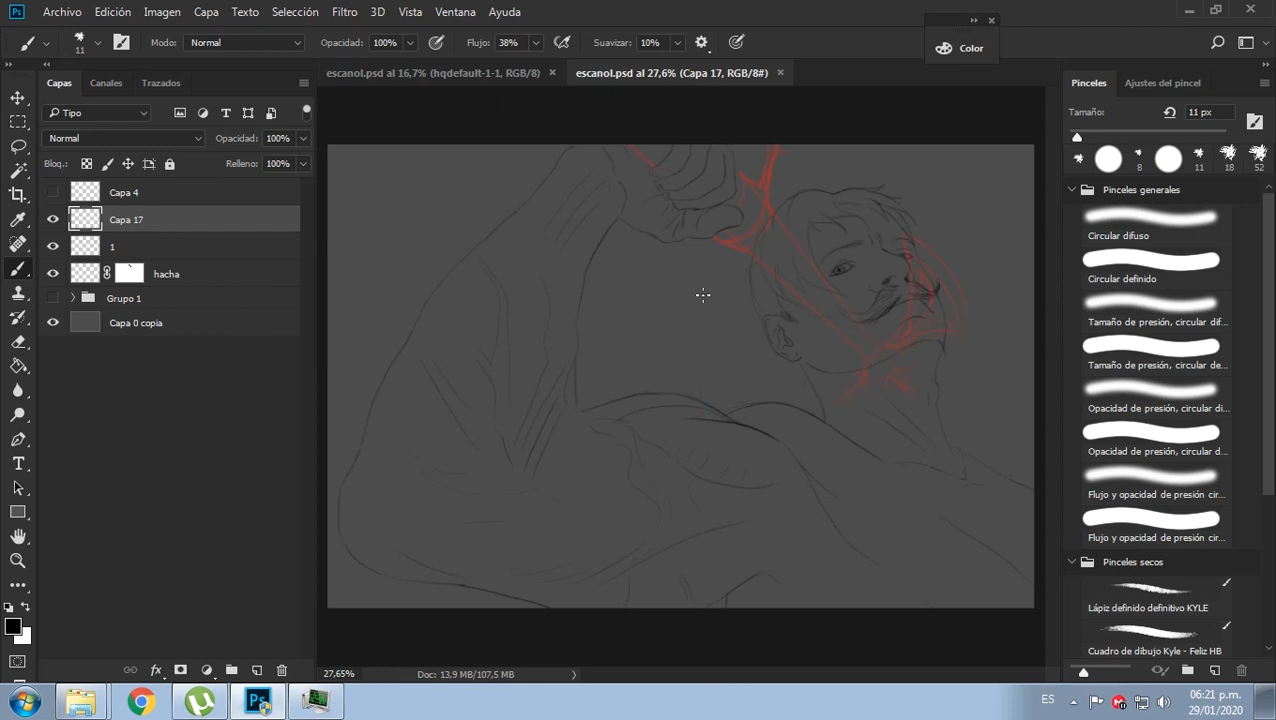 Ps Archivo Edición Imagen Capa Texto Selección Filtro 3D Vista Ventana Ayuda
11 Modo: Normal Opacidad: 100% Flujo: 38% Suavizar: 10%
Color
Capas Canales Trazados
escanol.psd al 16,7% (hqdefault-1-1, RGB/8)
escanol.psd al 27,6% (Capa 17, RGB/8#)
Pinceles Ajustes del pincel
Tipo
Normal Opacidad: 100%
Bloq.: Relleno: 100%
Capa 4
Capa 17
1
hacha
Grupo 1
Capa 0 copia
Tamaño: 11 px
8 11 18 52
Pinceles generales
Circular difuso
Circular definido
Tamaño de presión, circular dif...
Tamaño de presión, circular de...
Opacidad de presión, circular di...
Opacidad de presión, circular d...
Flujo y opacidad de presión cir...
Flujo y opacidad de presión cir...
Pinceles secos
Lápiz definido definitivo KYLE
Cuadro de dibujo Kyle - Feliz HB
27,65% Doc: 13,9 MB/107,5 MB
fx
Ps
ES
06:21 p.m.
29/01/2020